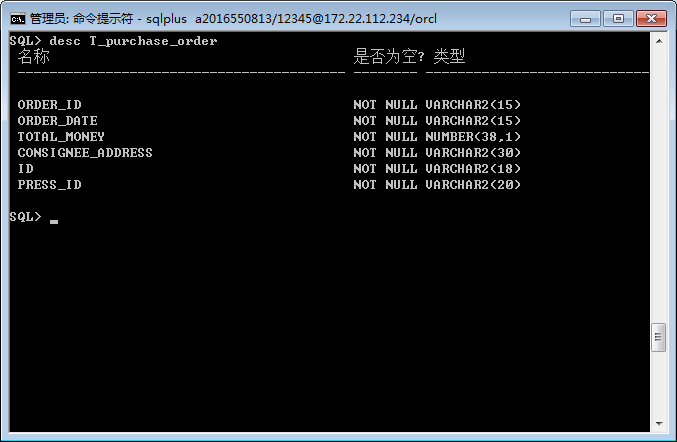 管理员: 命令提示符 - sqlplus  a2016550813/12345@172.22.112.234/orcl
SQL> desc T_purchase_order
名称 是否为空? 类型
----------------------------------------- -------- ----------------------------
ORDER_ID NOT NULL VARCHAR2(15)
ORDER_DATE NOT NULL VARCHAR2(15)
TOTAL_MONEY NOT NULL NUMBER(38,1)
CONSIGNEE_ADDRESS NOT NULL VARCHAR2(30)
ID NOT NULL VARCHAR2(18)
PRESS_ID NOT NULL VARCHAR2(20)
SQL>